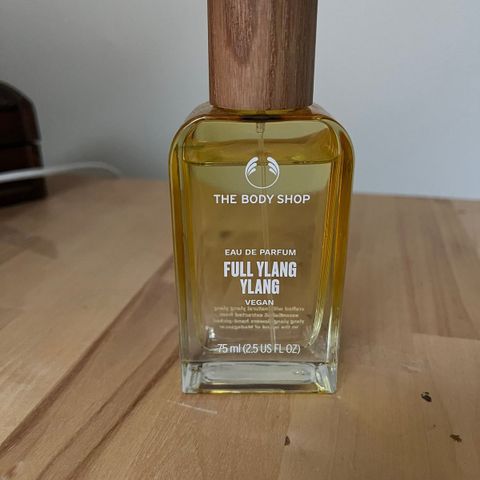 THE BODY SHOP
EAU DE PARFUM
FULL YLANG
YLANG
VEGAN
75 ml (2.5 US FL OZ)